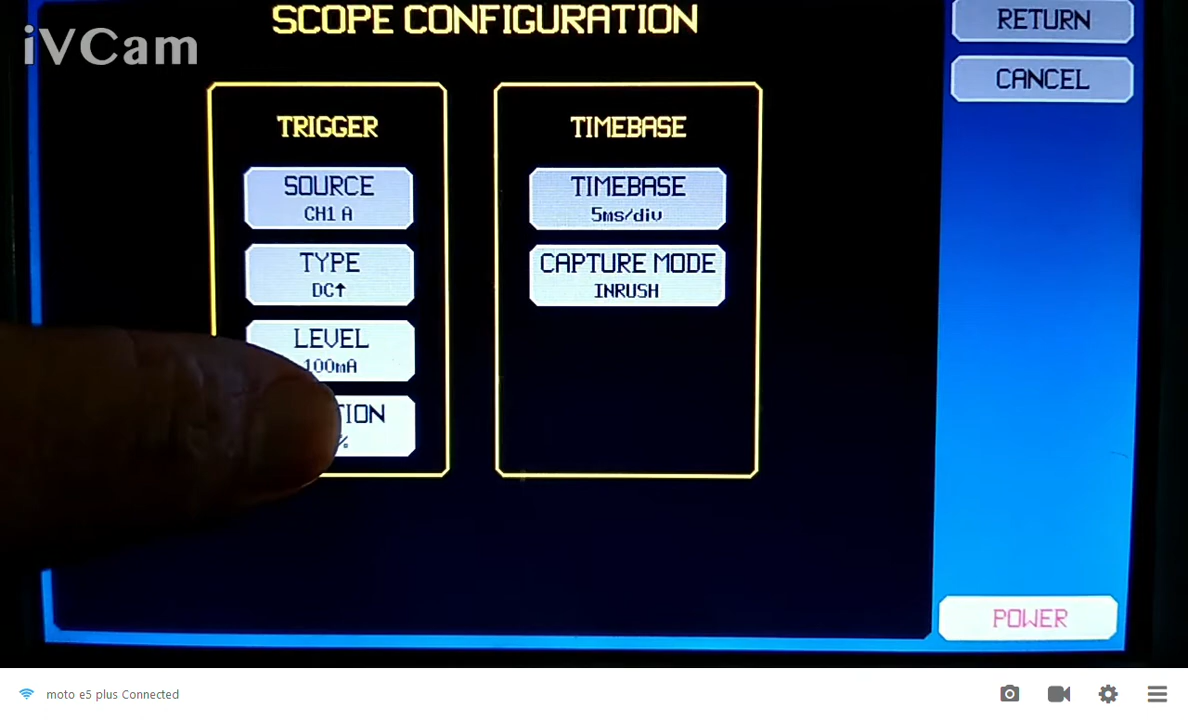 SCOPE CONFIGURATION
iVCam
TRIGGER
SOURCE
CH1 A
TYPE
DC↑
LEVEL
100mA
TIMEBASE
TIMEBASE
5ms/div
CAPTURE MODE
INRUSH
RETURN
CANCEL
POWER
moto e5 plus Connected